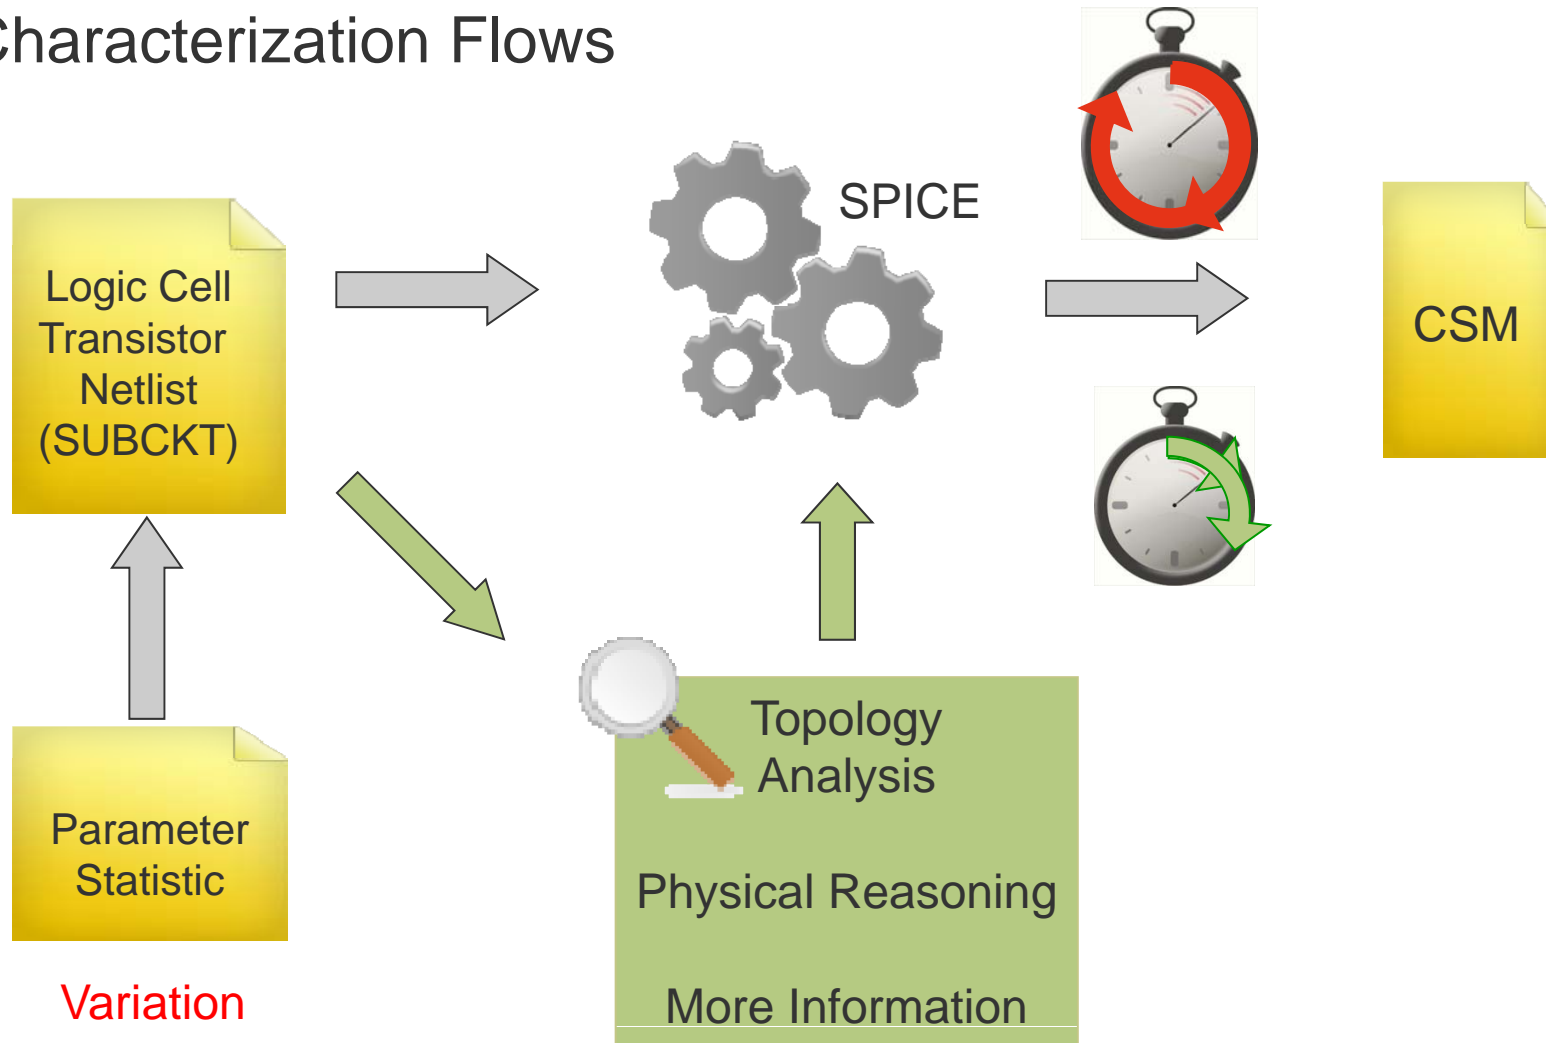 Characterization Flows
SPICE
Logic Cell
Transistor
Netlist
(SUBCKT)
CSM
Parameter
Statistic
Variation
Topology
Analysis
Physical Reasoning
More Information